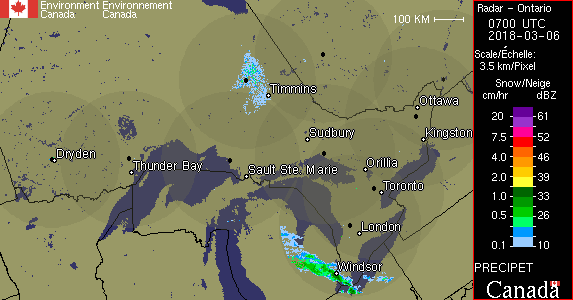 Environment Environnement
Canada Canada
100 KM
Timmins
Ottawa
Sudbury
Kingston
Dryden
Thunder Bay
Sault Ste. Marie
Orillia
Toronto
London
Windsor
Radar - Ontario
0700 UTC
2018-03-06
Scale/Échelle:
3.5 km/Pixel
Snow/Neige
cm/hr dBZ
20 61
7.5 52
4.0 46
2.0 39
1.0 33
0.5 26
0.1 10
PRECIPET
Canada